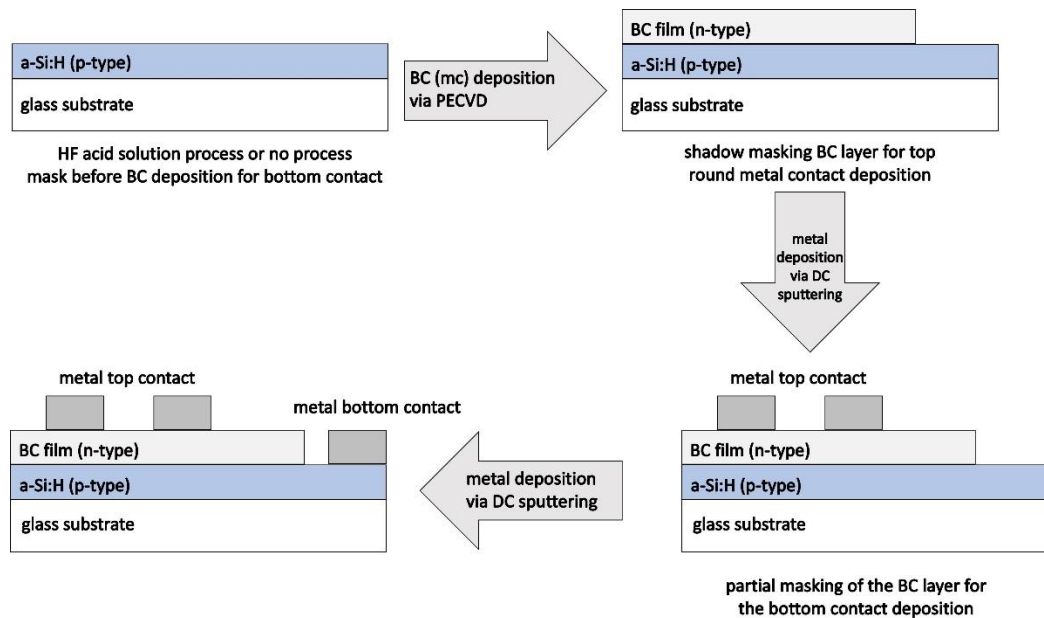 a-Si:H (p-type)
glass substrate
HF acid solution process or no process
mask before BC deposition for bottom contact
BC (mc) deposition
via PECVD
BC film (n-type)
a-Si:H (p-type)
glass substrate
shadow masking BC layer for top
round metal contact deposition
metal
deposition
via DC
sputtering
metal top contact
BC film (n-type)
a-Si:H (p-type)
glass substrate
partial masking of the BC layer for
the bottom contact deposition
metal deposition
via DC sputtering
metal top contact
metal bottom contact
BC film (n-type)
a-Si:H (p-type)
glass substrate